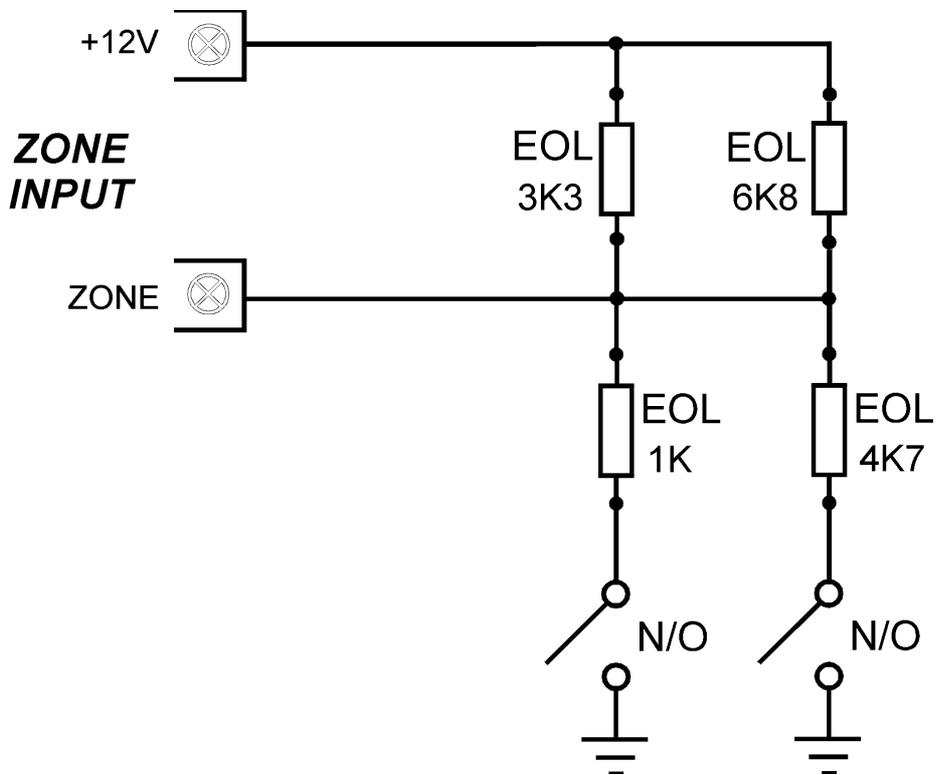 +12V
ZONE
INPUT
EOL
3K3
EOL
6K8
ZONE
EOL
1K
EOL
4K7
N/O
N/O